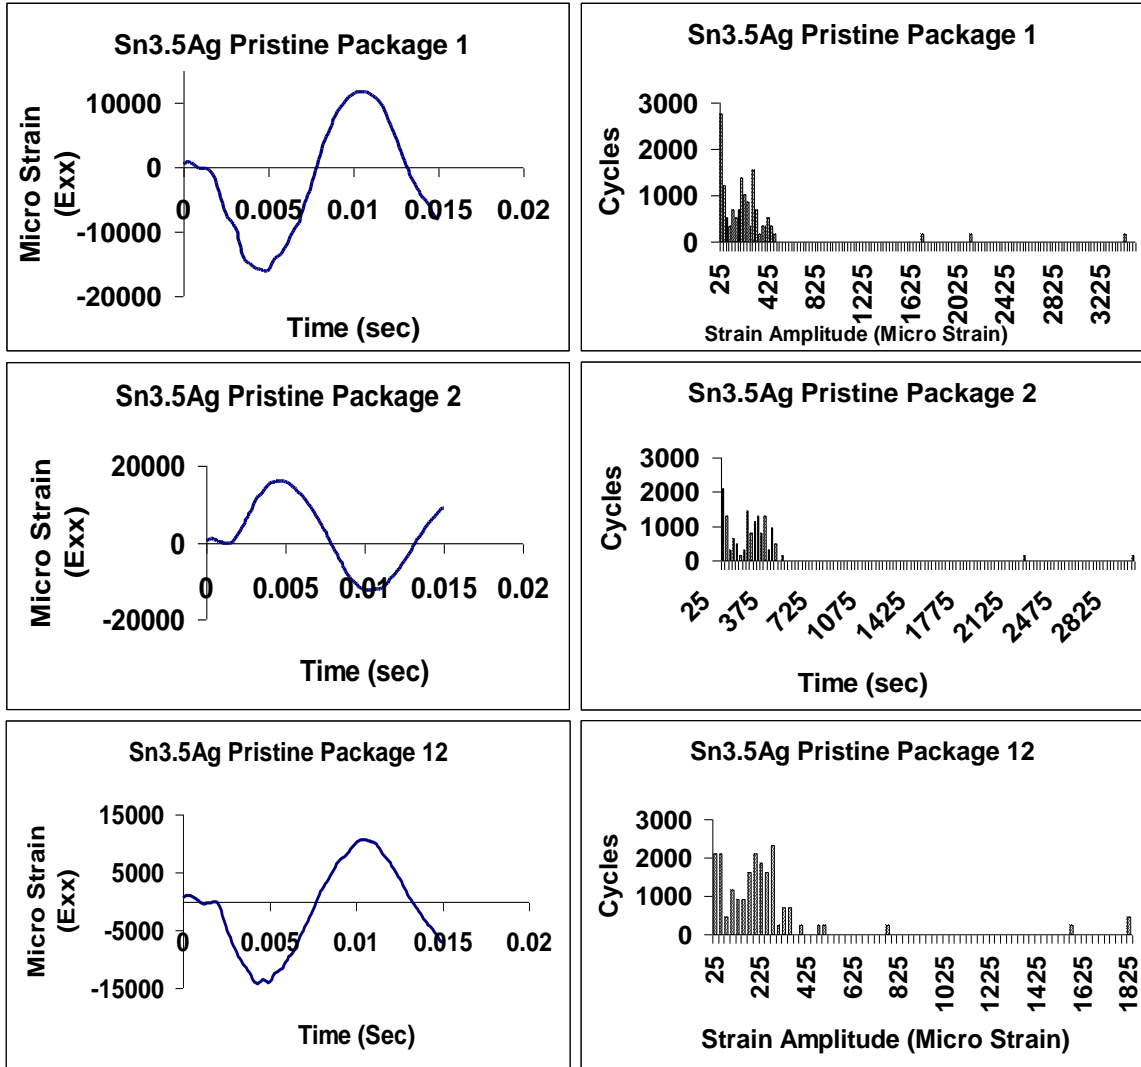 Sn3.5Ag Pristine Package 1
10000
0
-10000
-20000
0 0.005 0.01 0.015 0.02
Micro Strain
(Exx)
Time (sec)
Sn3.5Ag Pristine Package 1
3000
2000
1000
0
Cycles
25 425 825 1225 1625 2025 2425 2825 3225
Strain Amplitude (Micro Strain)
Sn3.5Ag Pristine Package 2
20000
0
-20000
0 0.005 0.01 0.015 0.02
Micro Strain
(Exx)
Time (sec)
Sn3.5Ag Pristine Package 2
3000
2000
1000
0
Cycles
25 375 725 1075 1425 1775 2125 2475 2825
Time (sec)
Sn3.5Ag Pristine Package 12
15000
5000
-5000
-15000
0 0.005 0.01 0.015 0.02
Micro Strain
(Exx)
Time (Sec)
Sn3.5Ag Pristine Package 12
3000
2000
1000
0
Cycles
25 225 425 625 825 1025 1225 1425 1625 1825
Strain Amplitude (Micro Strain)